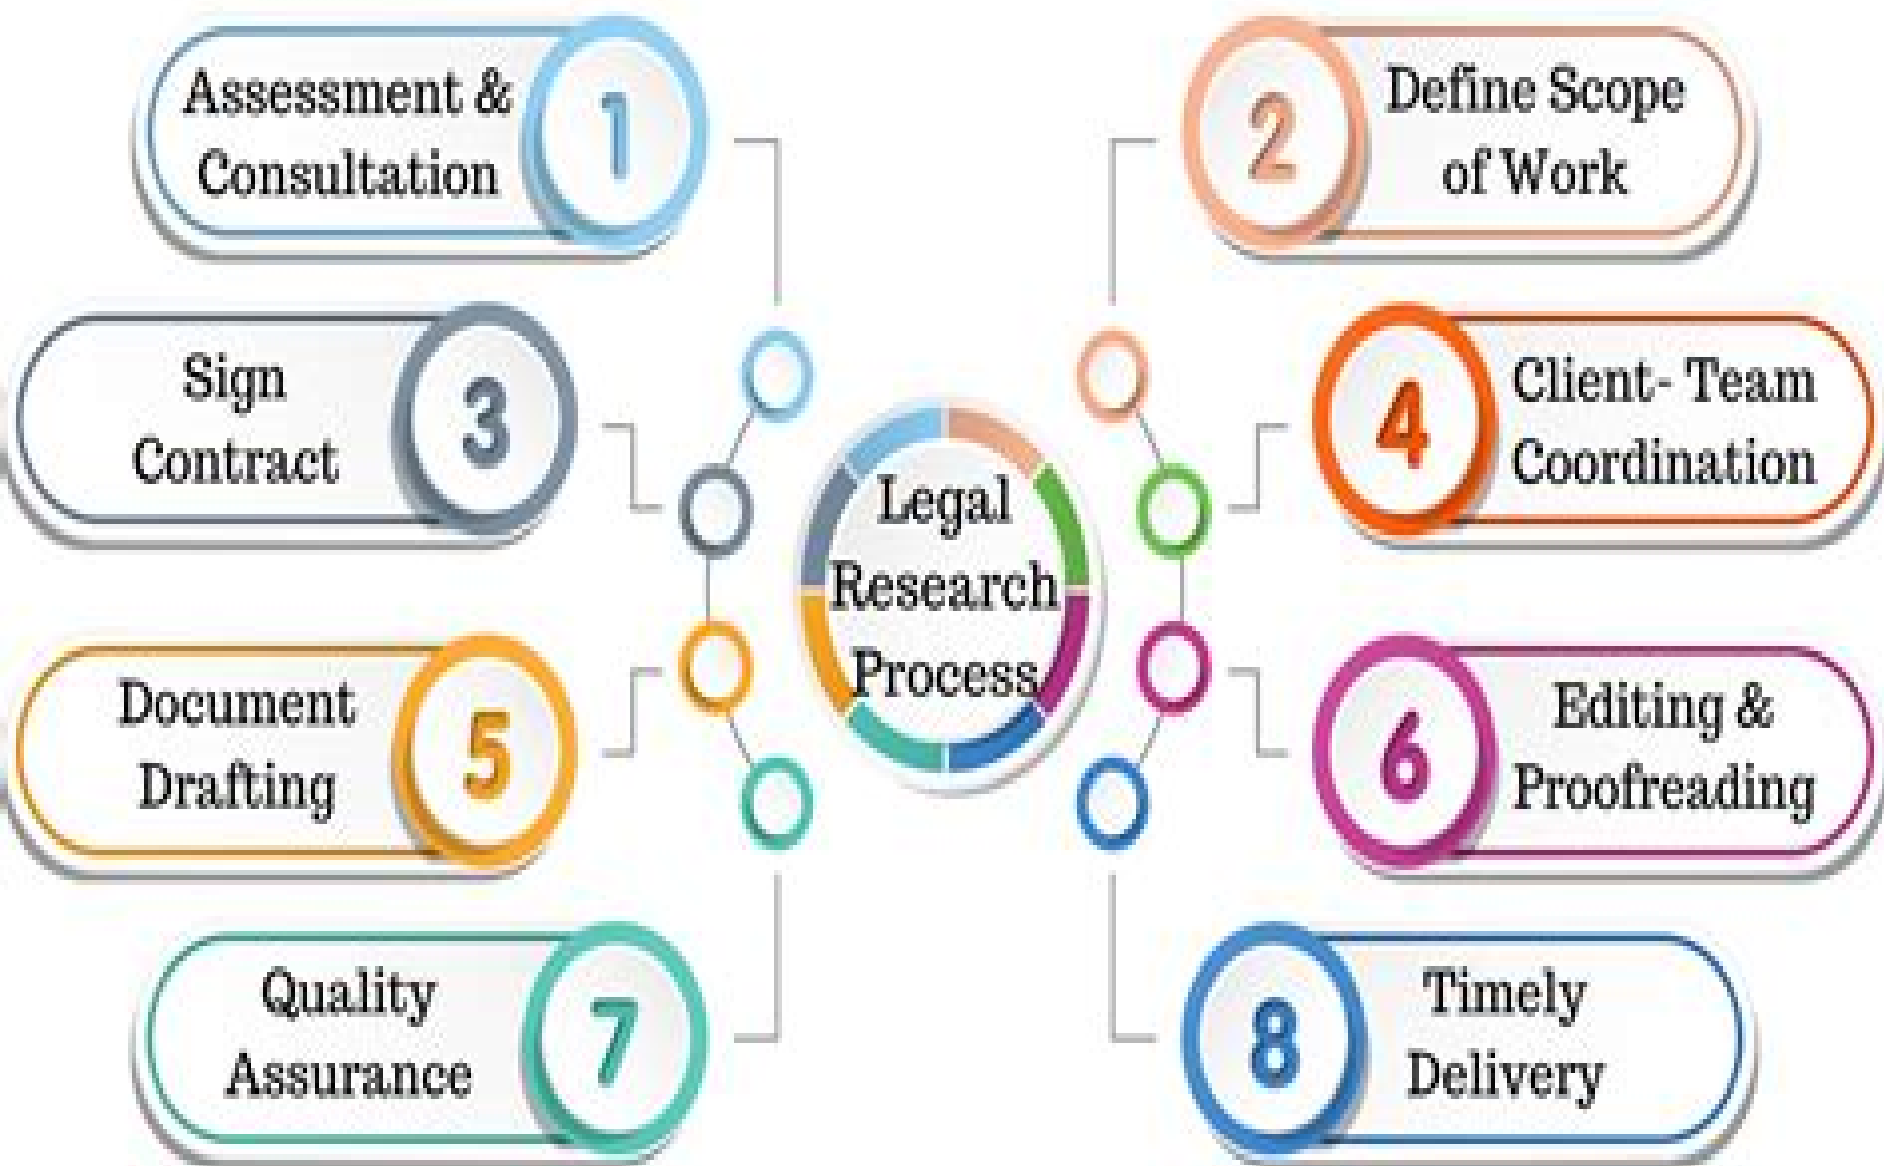 Assessment &
Consultation
1
2
Define Scope
of Work
Sign
Contract
3
4
Client- Team
Coordination
Legal
Research
Process
Document
Drafting
5
6
Editing &
Proofreading
Quality
Assurance
7
8
Timely
Delivery